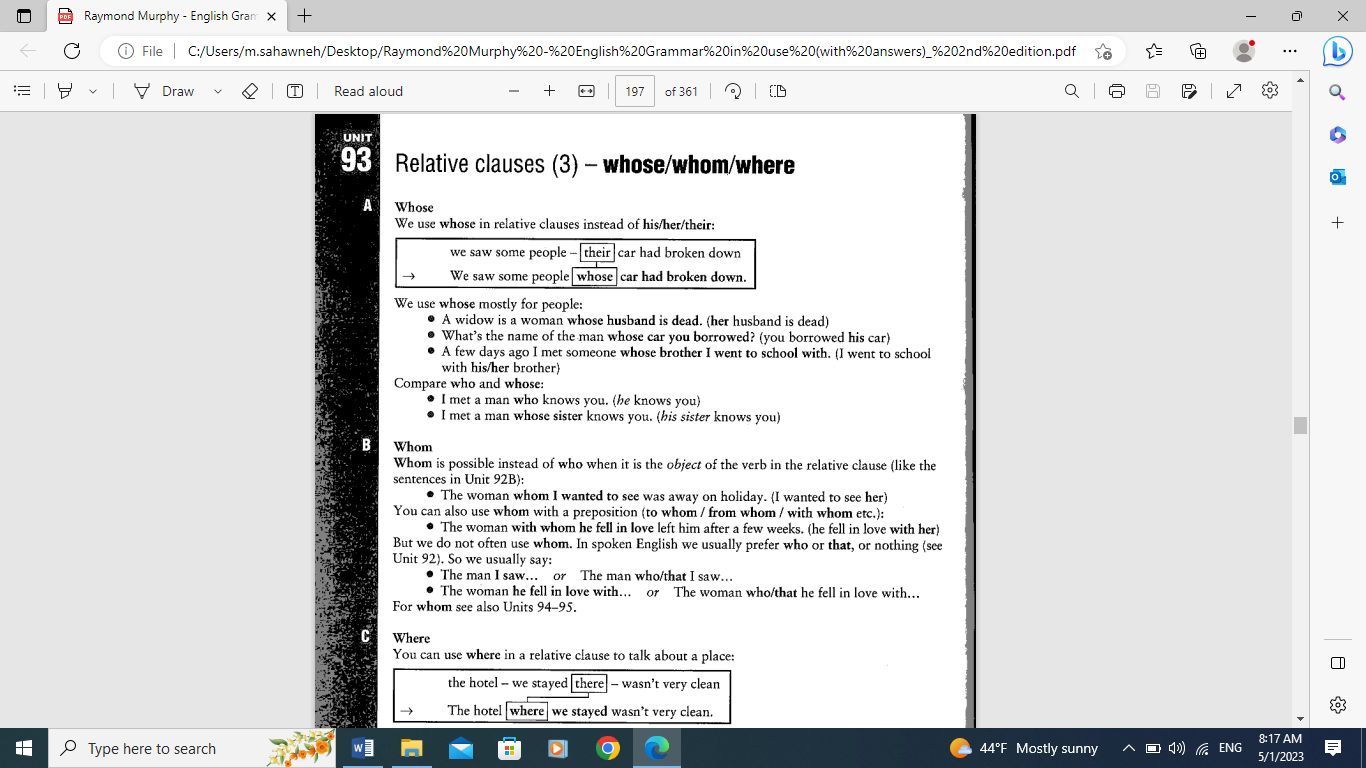 Raymond Murphy - English Gram
File
C:/Users/m.sahawneh/Desktop/Raymond%20Murphy%20-%20English%20Grammar%20in%20use%20(with%20answers)_%202nd%20edition.pdf
Draw
Read aloud
197 of 361
UNIT
93
Relative clauses (3) – whose/whom/where
A
Whose
We use whose in relative clauses instead of his/her/their:
we saw some people – their car had broken down
→ We saw some people whose car had broken down.
We use whose mostly for people:
● A widow is a woman whose husband is dead. (her husband is dead)
● What's the name of the man whose car you borrowed? (you borrowed his car)
● A few days ago I met someone whose brother I went to school with. (I went to school
with his/her brother)
Compare who and whose:
● I met a man who knows you. (he knows you)
● I met a man whose sister knows you. (his sister knows you)
B
Whom
Whom is possible instead of who when it is the object of the verb in the relative clause (like the
sentences in Unit 92B):
● The woman whom I wanted to see was away on holiday. (I wanted to see her)
You can also use whom with a preposition (to whom / from whom / with whom etc.):
● The woman with whom he fell in love left him after a few weeks. (he fell in love with her)
But we do not often use whom. In spoken English we usually prefer who or that, or nothing (see
Unit 92). So we usually say:
● The man I saw... or The man who/that I saw...
● The woman he fell in love with... or The woman who/that he fell in love with...
For whom see also Units 94–95.
C
Where
You can use where in a relative clause to talk about a place:
the hotel – we stayed there – wasn't very clean
→ The hotel where we stayed wasn't very clean.
Type here to search
44°F Mostly sunny
ENG
8:17 AM
5/1/2023